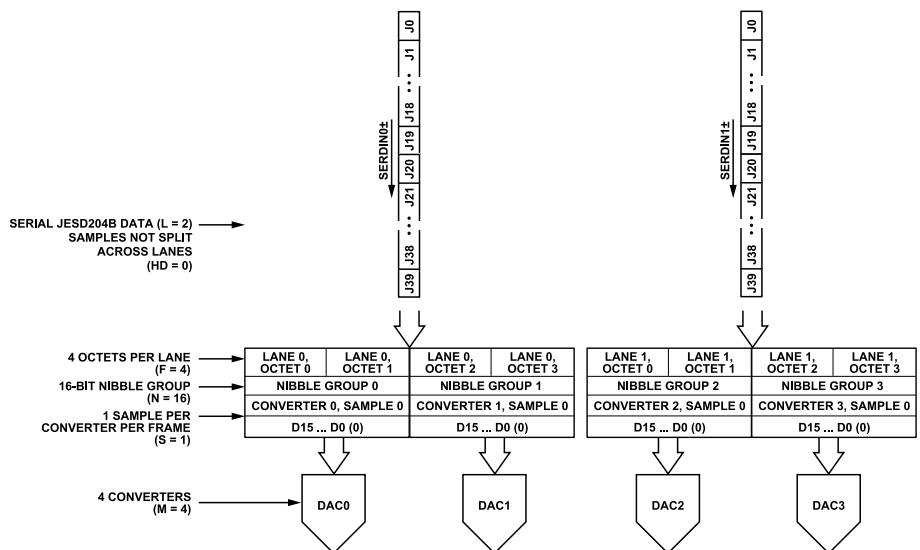 J0
J1
...
J18
J19
J20
J21
...
J38
J39
SERDIN0±
J0
J1
...
J18
J19
J20
J21
...
J38
J39
SERDIN1±
SERIAL JESD204B DATA (L = 2)
SAMPLES NOT SPLIT
ACROSS LANES
(HD = 0)
4 OCTETS PER LANE
(F = 4)
LANE 0,
OCTET 0
LANE 0,
OCTET 1
LANE 0,
OCTET 2
LANE 0,
OCTET 3
LANE 1,
OCTET 0
LANE 1,
OCTET 1
LANE 1,
OCTET 2
LANE 1,
OCTET 3
16-BIT NIBBLE GROUP
(N = 16)
NIBBLE GROUP 0
NIBBLE GROUP 1
NIBBLE GROUP 2
NIBBLE GROUP 3
1 SAMPLE PER
CONVERTER PER FRAME
(S = 1)
CONVERTER 0, SAMPLE 0
CONVERTER 1, SAMPLE 0
CONVERTER 2, SAMPLE 0
CONVERTER 3, SAMPLE 0
D15 ... D0 (0)
D15 ... D0 (0)
D15 ... D0 (0)
D15 ... D0 (0)
4 CONVERTERS
(M = 4)
DAC0
DAC1
DAC2
DAC3